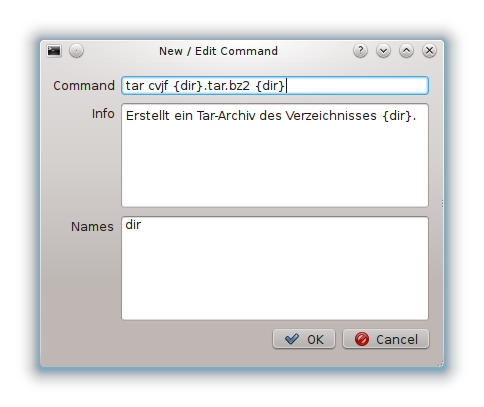 New / Edit Command
Command tar cvjf {dir}.tar.bz2 {dir}
Info Erstellt ein Tar-Archiv des Verzeichnisses {dir}.
Names dir
OK Cancel